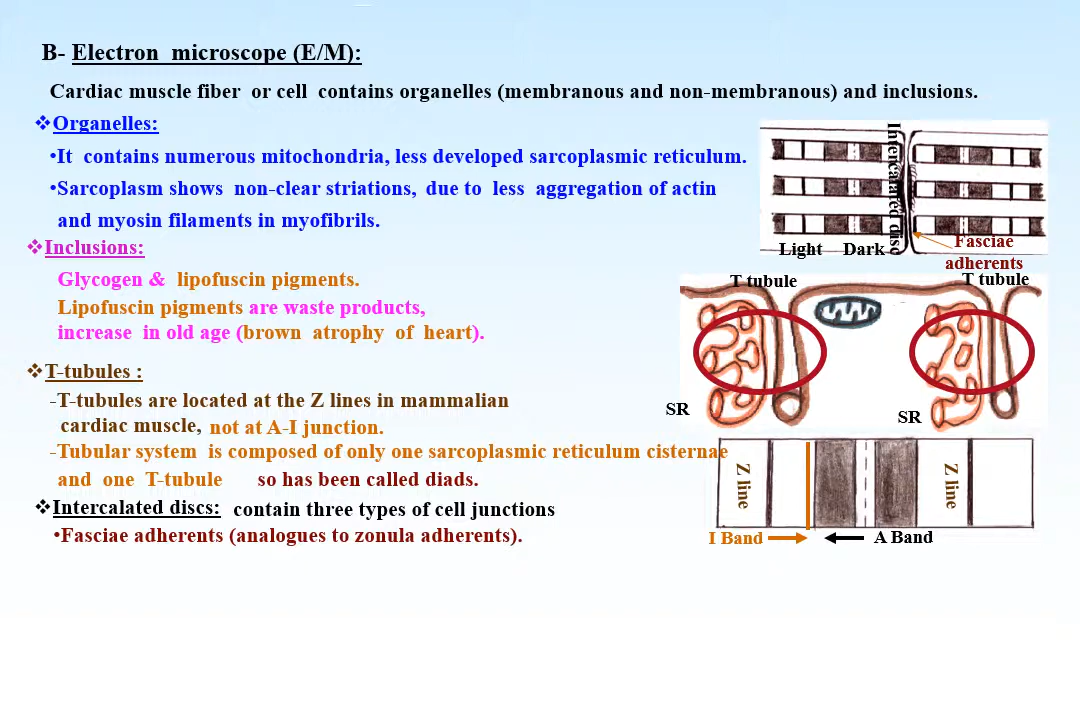 B- Electron microscope (E/M):
Cardiac muscle fiber or cell contains organelles (membranous and non-membranous) and inclusions.
❖Organelles:
•It contains numerous mitochondria, less developed sarcoplasmic reticulum.
•Sarcoplasm shows non-clear striations, due to less aggregation of actin
and myosin filaments in myofibrils.
❖Inclusions:
Glycogen & lipofuscin pigments.
Lipofuscin pigments are waste products,
increase in old age (brown atrophy of heart).
❖T-tubules :
-T-tubules are located at the Z lines in mammalian
cardiac muscle, not at A-I junction.
-Tubular system is composed of only one sarcoplasmic reticulum cisternae
and one T-tubule so has been called diads.
❖Intercalated discs: contain three types of cell junctions
•Fasciae adherents (analogues to zonula adherents).
Intercalared disc
Light Dark
Fasciae
adherents
T tubule
T tubule
SR
SR
Z line
Z line
I Band
A Band